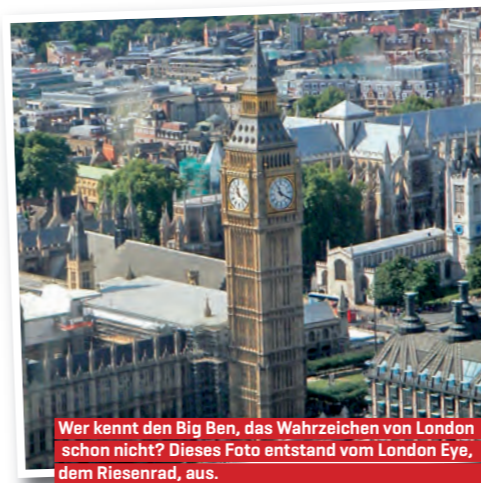 Wer kennt den Big Ben, das Wahrzeichen von London
schon nicht? Dieses Foto entstand vom London Eye,
dem Riesenrad, aus.